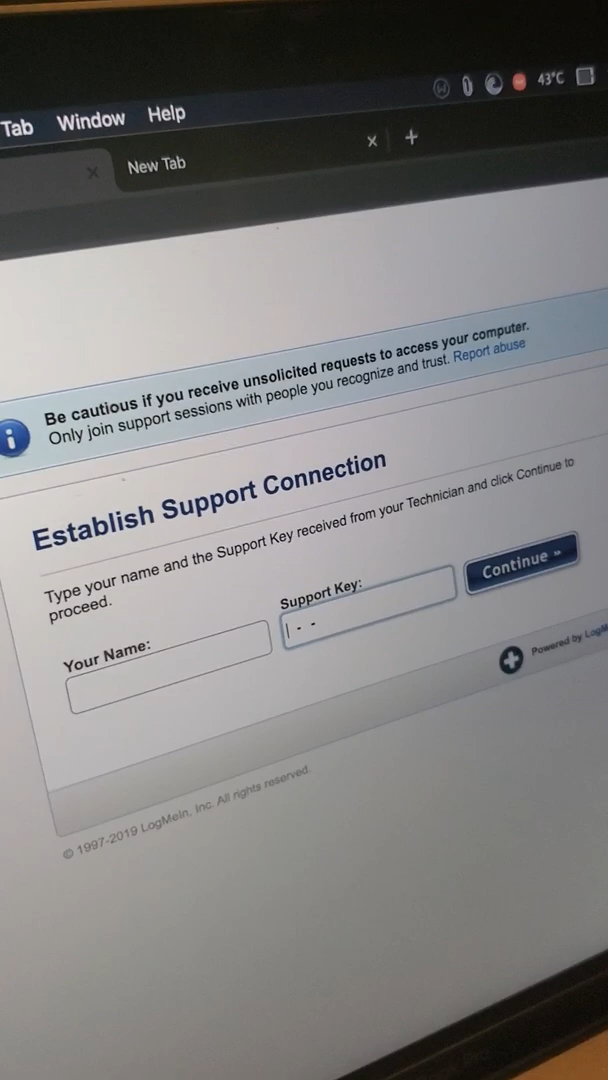 Tab Window Help 43°C
× New Tab × +
Be cautious if you receive unsolicited requests to access your computer.
Only join support sessions with people you recognize and trust. Report abuse
Establish Support Connection
Type your name and the Support Key received from your Technician and click Continue to
proceed.
Your Name:
Support Key:
- -
Continue »
Powered by LogM
© 1997-2019 LogMeIn, Inc. All rights reserved.